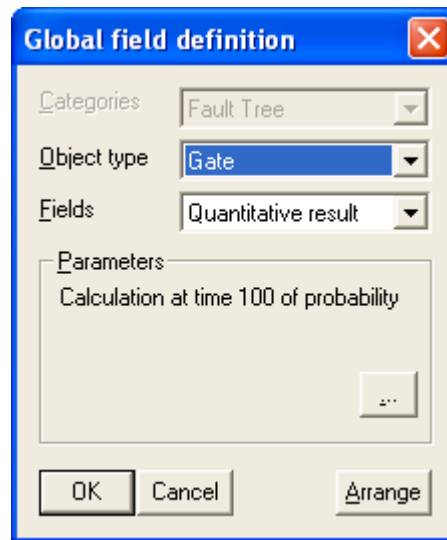 Global field definition
Categories Fault Tree
Object type Gate
Fields Quantitative result
Parameters
Calculation at time 100 of probability
...
OK Cancel Arrange